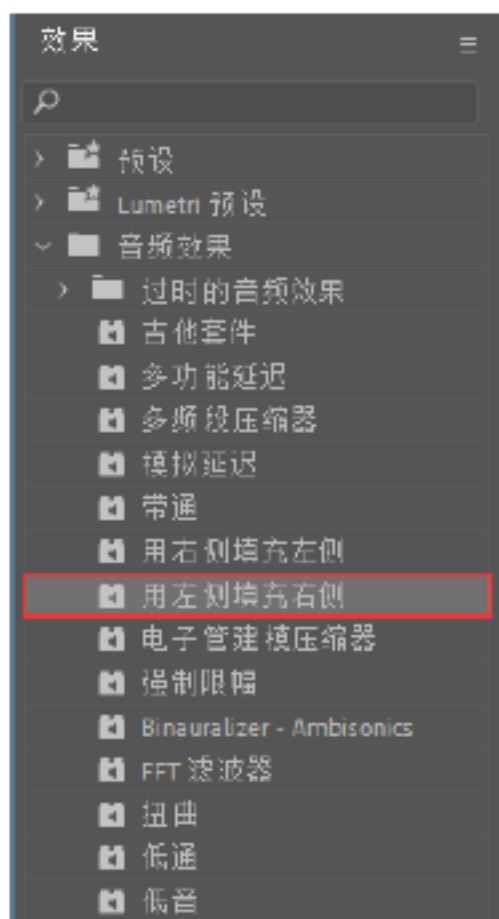 效果
预设
Lumetri 预设
音频效果
过时的音频效果
吉他套件
多功能延迟
多频段压缩器
模拟延迟
带通
用右侧填充左侧
用左侧填充右侧
电子管建模压缩器
强制限幅
Binauralizer - Ambisonics
FFT 滤波器
扭曲
低通
低音